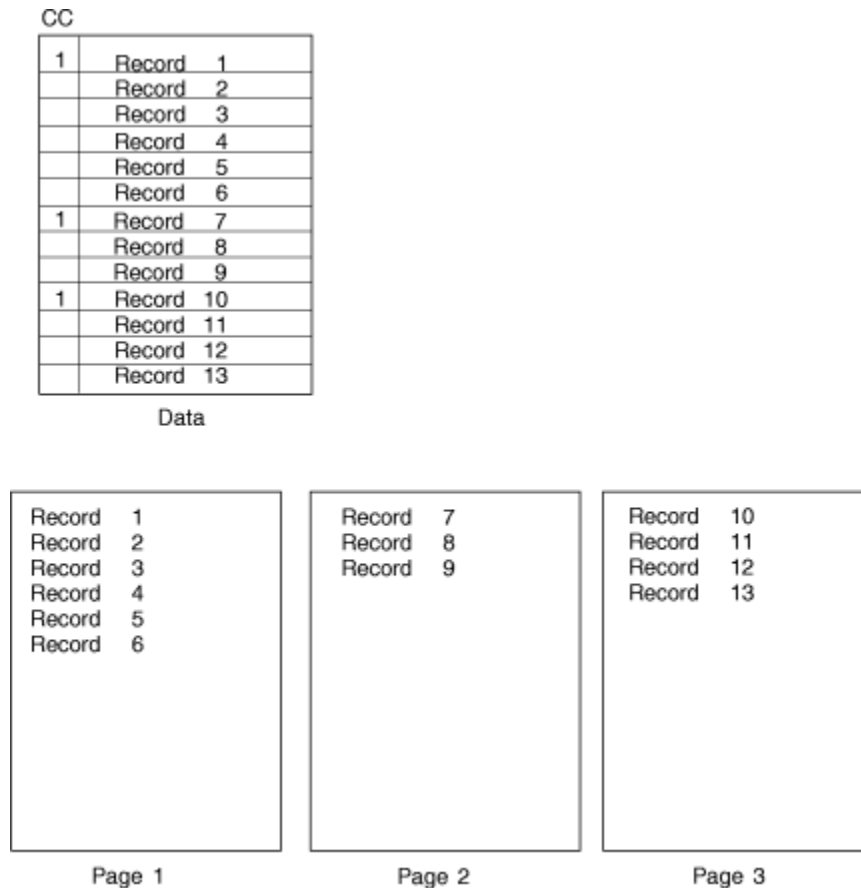 CC
1 Record 1
Record 2
Record 3
Record 4
Record 5
Record 6
1 Record 7
Record 8
Record 9
1 Record 10
Record 11
Record 12
Record 13
Data
Record 1
Record 2
Record 3
Record 4
Record 5
Record 6
Page 1
Record 7
Record 8
Record 9
Page 2
Record 10
Record 11
Record 12
Record 13
Page 3